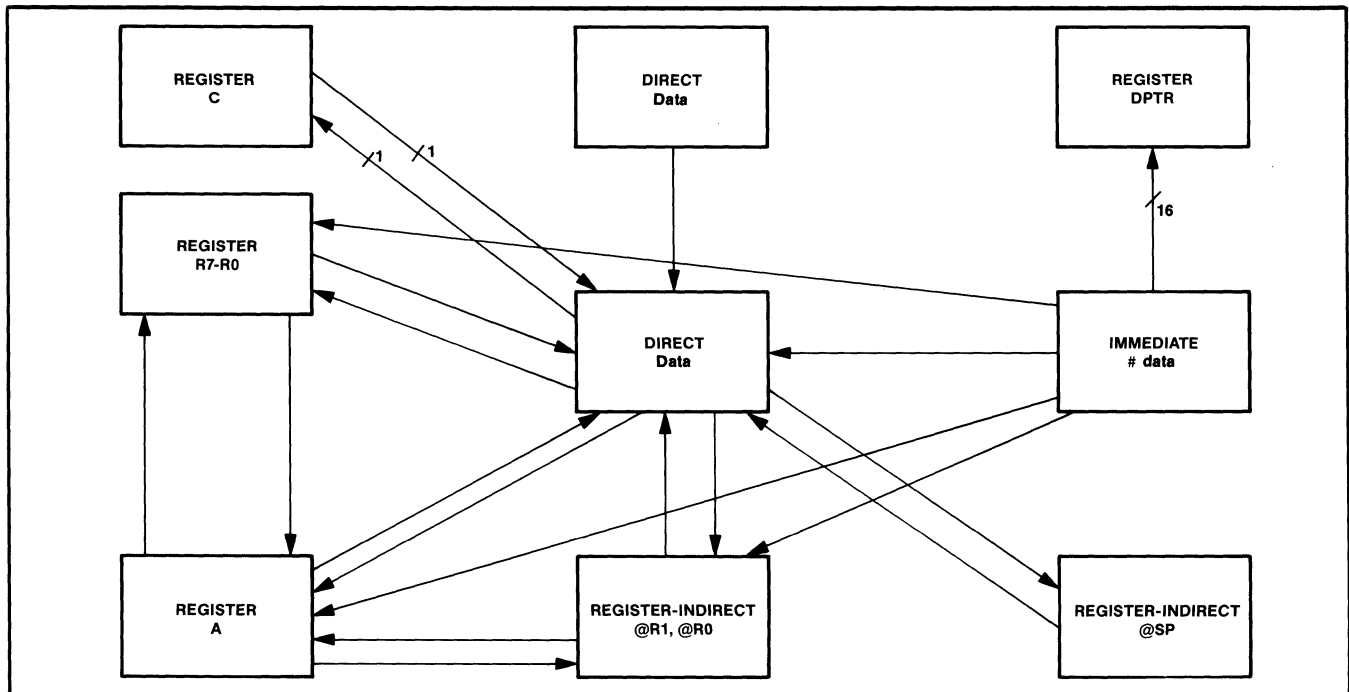 REGISTER
C
DIRECT
Data
REGISTER
DPTR
1
1
16
REGISTER
R7-R0
DIRECT
Data
IMMEDIATE
# data
REGISTER
A
REGISTER-INDIRECT
@R1, @R0
REGISTER-INDIRECT
@SP